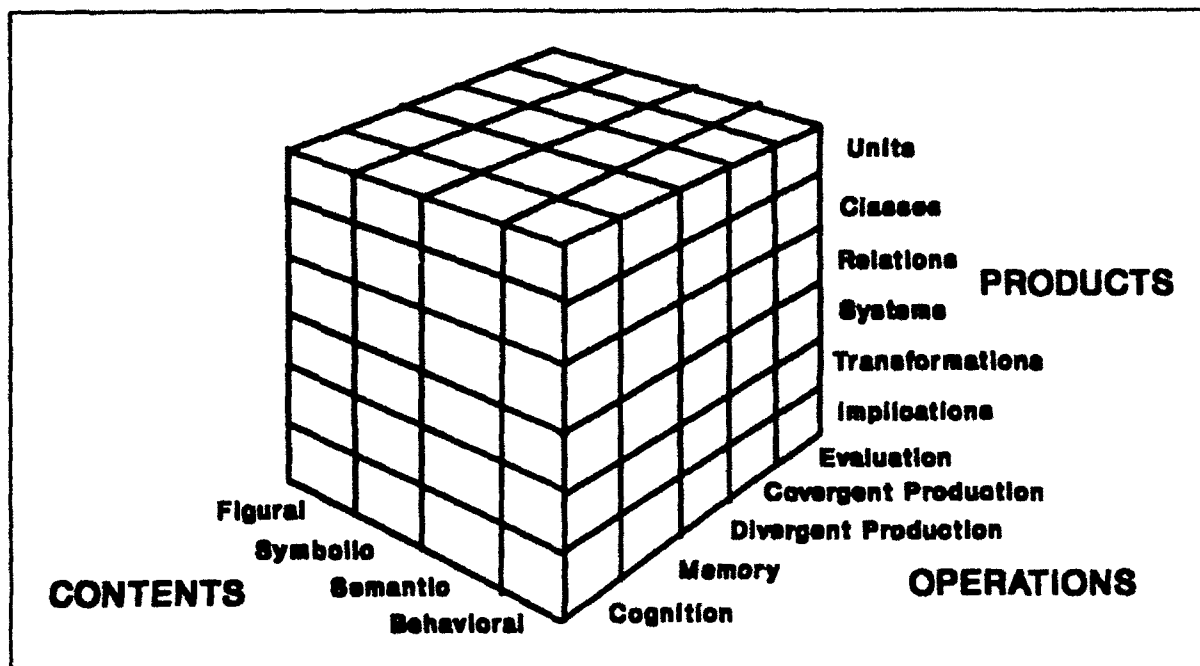 Units
Classes
Relations
PRODUCTS
Systems
Transformations
Implications
Evaluation
Covergent Production
Divergent Production
Memory
Cognition
OPERATIONS
Figural
Symbolic
Semantic
Behavioral
CONTENTS